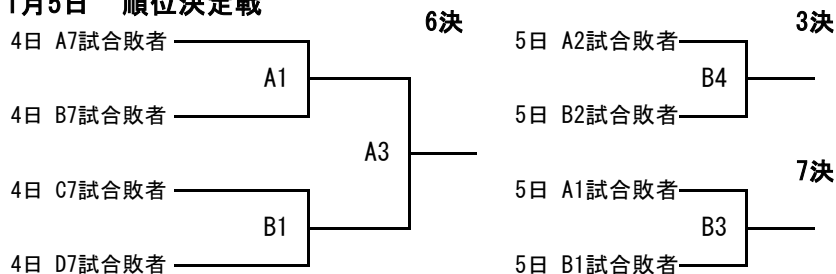 1月5日 順位決定戦
6決
4日 A7試合敗者
A1
4日 B7試合敗者
A3
4日 C7試合敗者
B1
4日 D7試合敗者
3決
5日 A2試合敗者
B4
5日 B2試合敗者
7決
5日 A1試合敗者
B3
5日 B1試合敗者